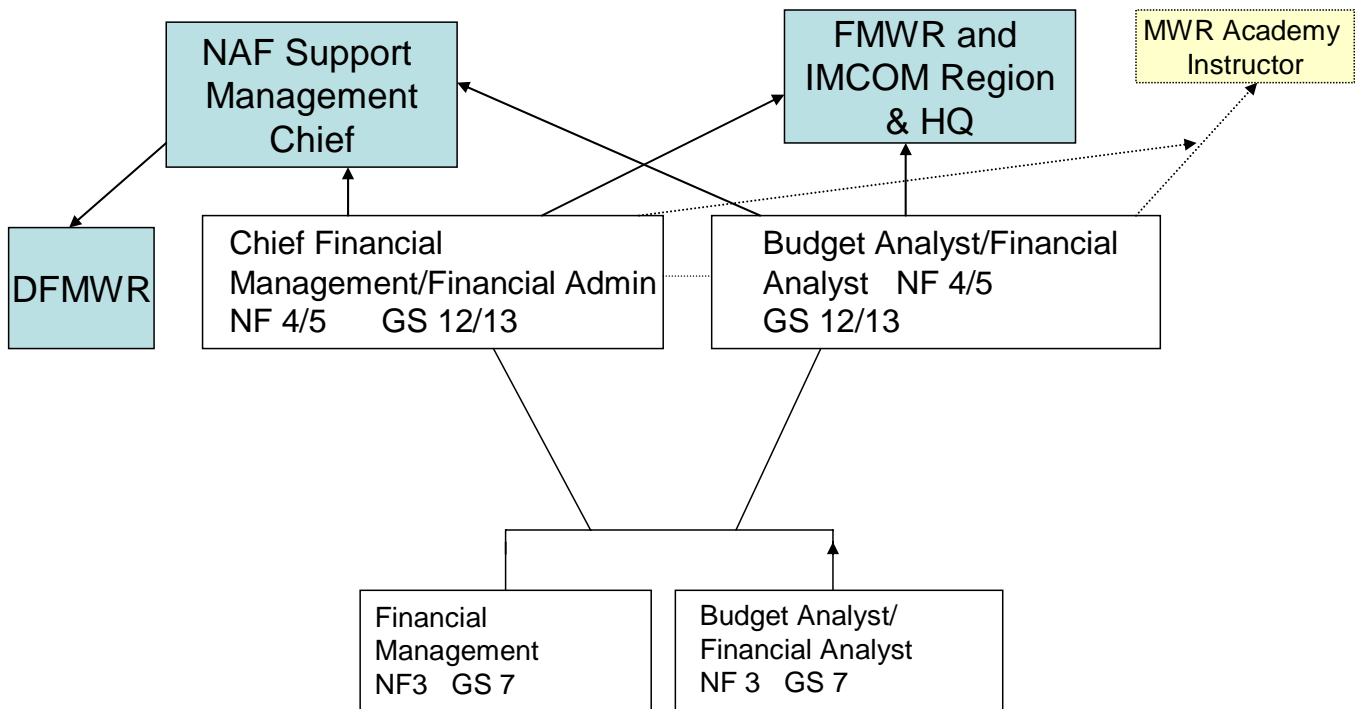 NAF Support
Management
Chief
FMWR and
IMCOM Region
& HQ
MWR Academy
Instructor
DFMWR
Chief Financial
Management/Financial Admin
NF 4/5 GS 12/13
Budget Analyst/Financial
Analyst NF 4/5
GS 12/13
Financial
Management
NF3 GS 7
Budget Analyst/
Financial Analyst
NF 3 GS 7